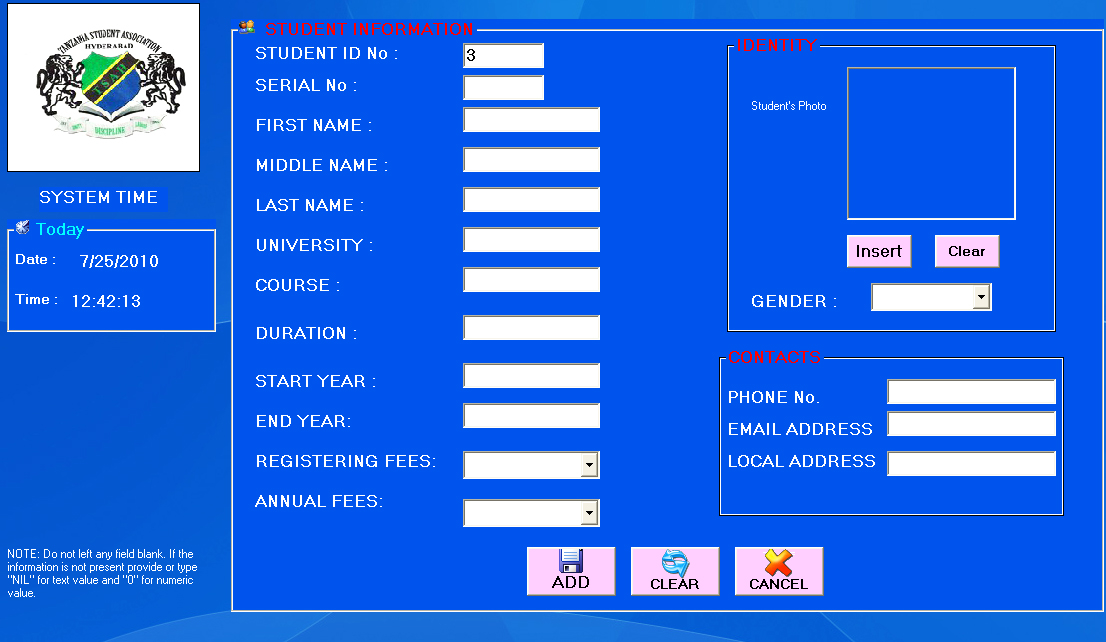 TANZANIA STUDENT ASSOCIATION
HYDERABAD
TSAH
DISCIPLINE
SYSTEM TIME
Today
Date : 7/25/2010
Time : 12:42:13
NOTE: Do not left any field blank. If the
information is not present provide or type
"NIL" for text value and "0" for numeric
value.
STUDENT INFORMATION
STUDENT ID No : 3
SERIAL No :
FIRST NAME :
MIDDLE NAME :
LAST NAME :
UNIVERSITY :
COURSE :
DURATION :
START YEAR :
END YEAR:
REGISTERING FEES:
ANNUAL FEES:
IDENTITY
Student's Photo
Insert Clear
GENDER :
CONTACTS
PHONE No.
EMAIL ADDRESS
LOCAL ADDRESS
ADD CLEAR CANCEL